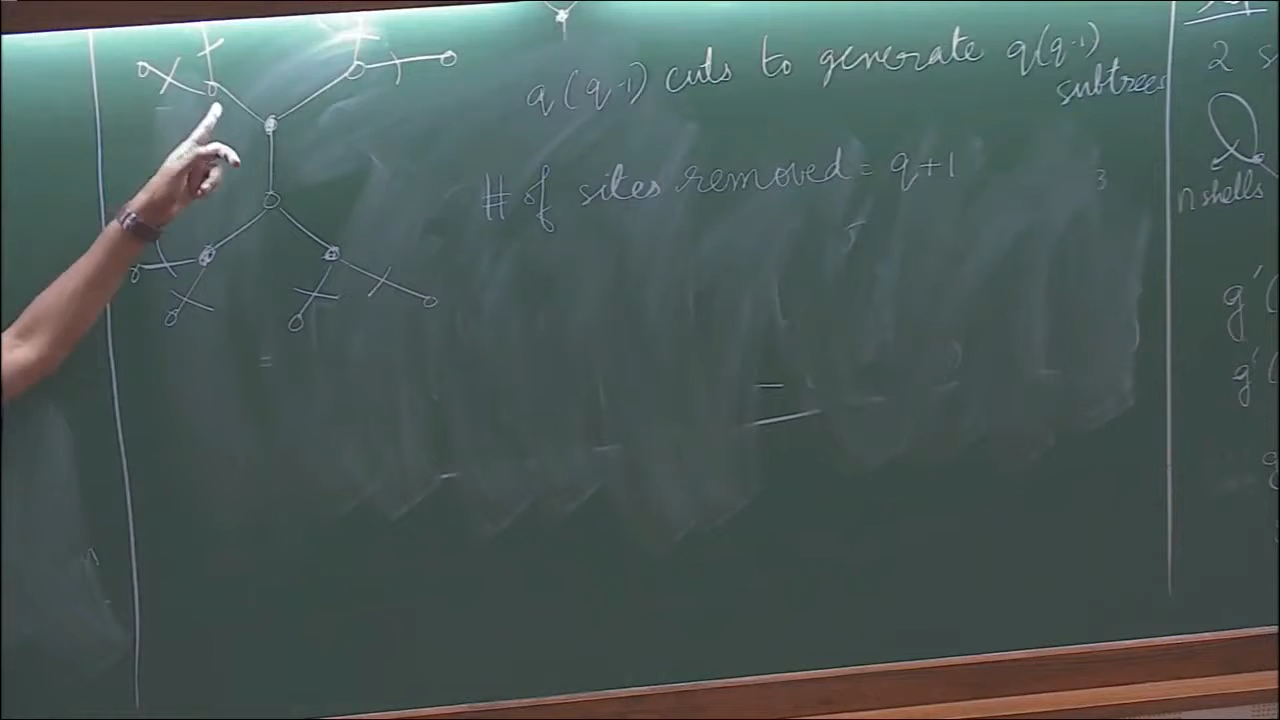 q(q-1) cuts to generate q(q-1)
subtrees
# of sites removed = q+1
2
n shells
g'(
g'(
g